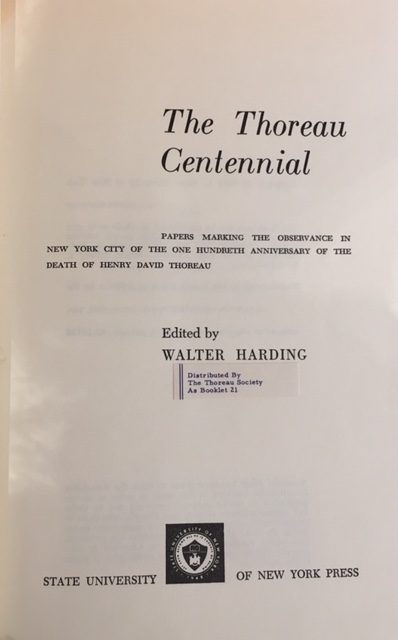 The Thoreau
Centennial
PAPERS MARKING THE OBSERVANCE IN
NEW YORK CITY OF THE ONE HUNDRETH ANNIVERSARY OF THE
DEATH OF HENRY DAVID THOREAU
Edited by
WALTER HARDING
Distributed By
The Thoreau Society
As Booklet 21
STATE UNIVERSITY OF NEW YORK PRESS